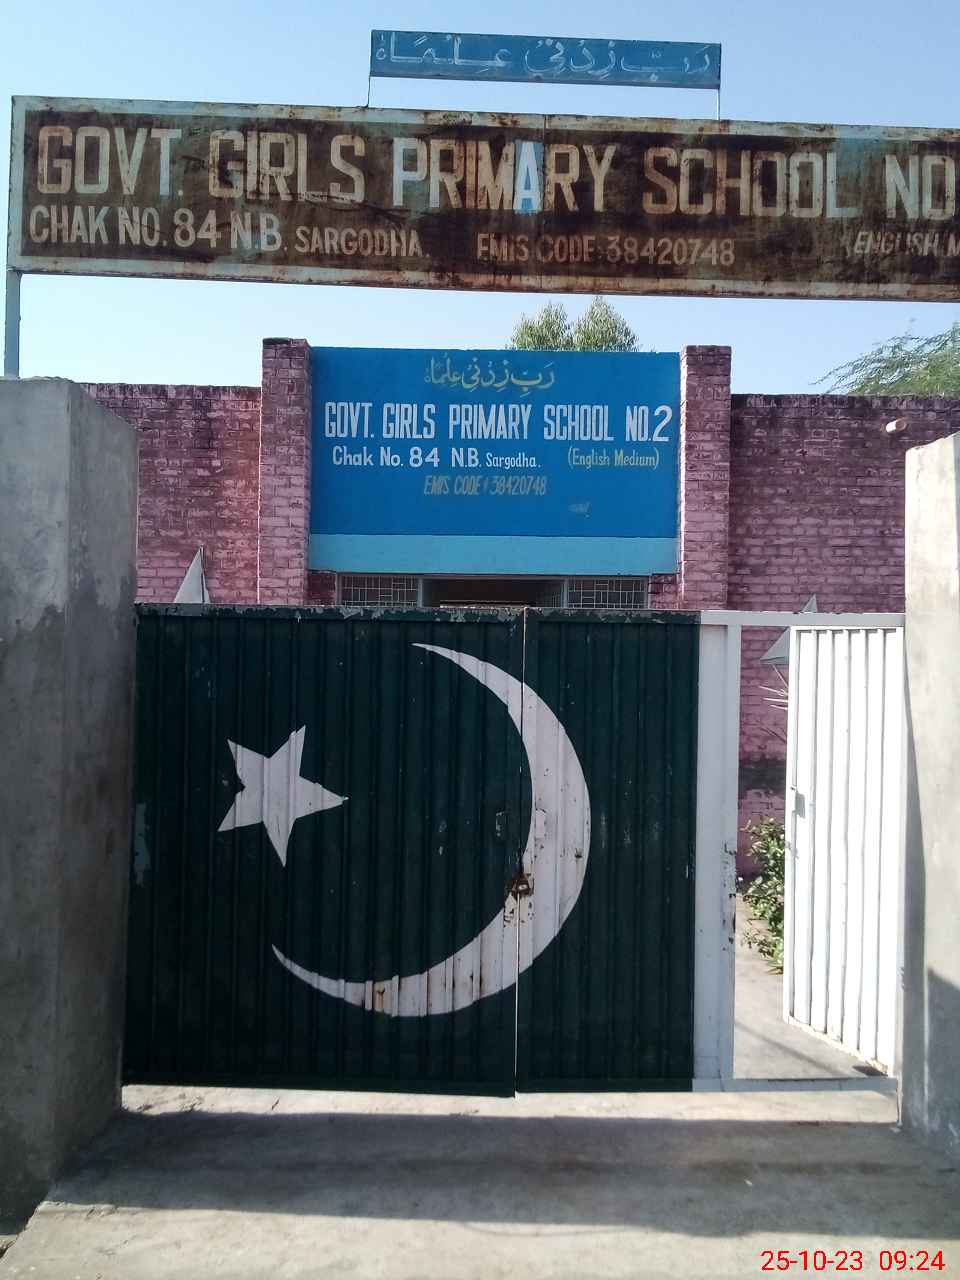 رَبِّ زِدْنِیْ عِلْمًا
GOVT. GIRLS PRIMARY SCHOOL NO
CHAK NO. 84 N.B. SARGODHA. EMIS CODE: 38420748 (ENGLISH M
رَبِّ زِدْنِیْ عِلْمًا
GOVT. GIRLS PRIMARY SCHOOL NO.2
Chak No. 84 N.B. Sargodha. (English Medium)
EMIS CODE # 38420748
25-10-23 09:24